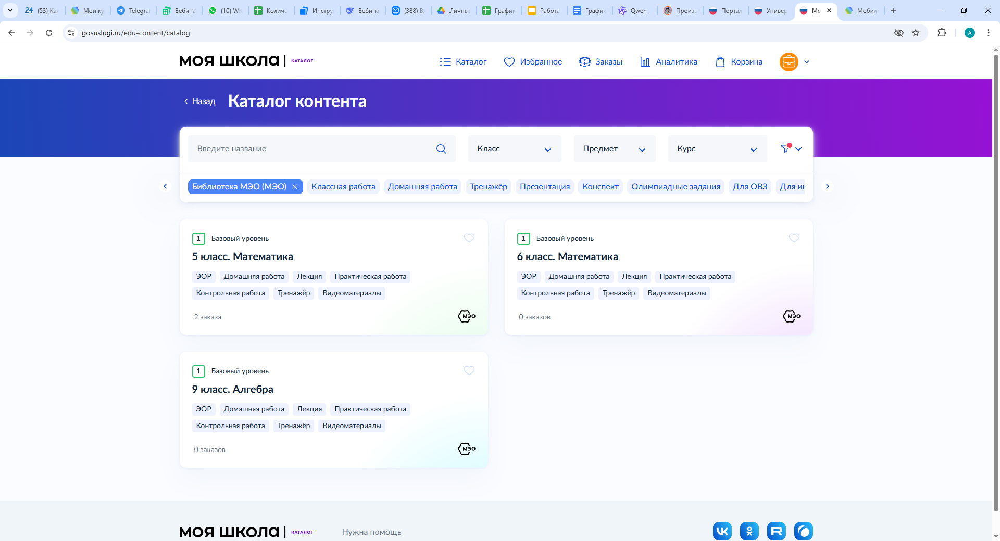 24 (53) Ка Мои ку Telegra Вебина (10) Wh Количе Инстру Вебина (388) В Личны График Работа График Qwen Произв Портал Универ Мо Мобил
gosuslugi.ru/edu-content/catalog A
МОЯ ШКОЛА | КАТАЛОГ Каталог Избранное Заказы Аналитика Корзина
Назад Каталог контента
Введите название Класс Предмет Курс
Библиотека МЭО (МЭО) Классная работа Домашняя работа Тренажёр Презентация Конспект Олимпиадные задания Для ОВЗ Для ин
1 Базовый уровень
5 класс. Математика
ЭОР Домашняя работа Лекция Практическая работа
Контрольная работа Тренажёр Видеоматериалы
2 заказа МЭО
1 Базовый уровень
6 класс. Математика
ЭОР Домашняя работа Лекция Практическая работа
Контрольная работа Тренажёр Видеоматериалы
0 заказов МЭО
1 Базовый уровень
9 класс. Алгебра
ЭОР Домашняя работа Лекция Практическая работа
Контрольная работа Тренажёр Видеоматериалы
0 заказов МЭО
МОЯ ШКОЛА | КАТАЛОГ Нужна помощь